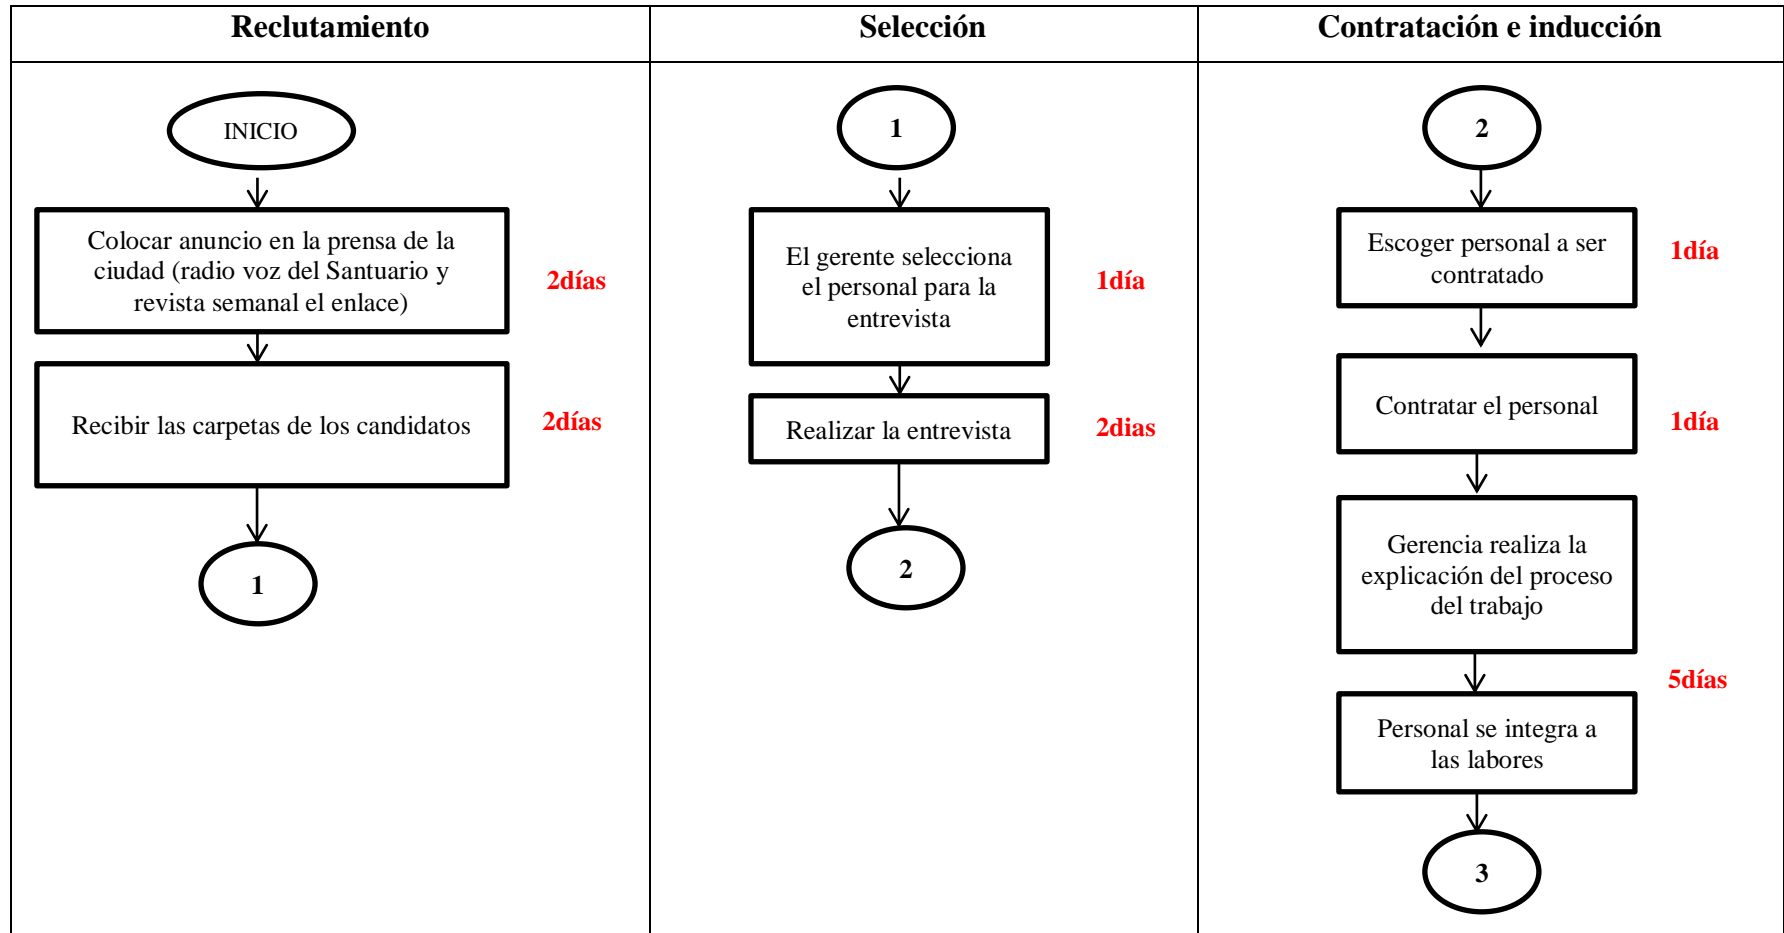 Reclutamiento
INICIO
Colocar anuncio en la prensa de la
ciudad (radio voz del Santuario y
revista semanal el enlace)
2días
Recibir las carpetas de los candidatos
2días
1
Selección
1
El gerente selecciona
el personal para la
entrevista
1día
Realizar la entrevista
2dias
2
Contratación e inducción
2
Escoger personal a ser
contratado
1día
Contratar el personal
1día
Gerencia realiza la
explicación del proceso
del trabajo
5días
Personal se integra a
las labores
3